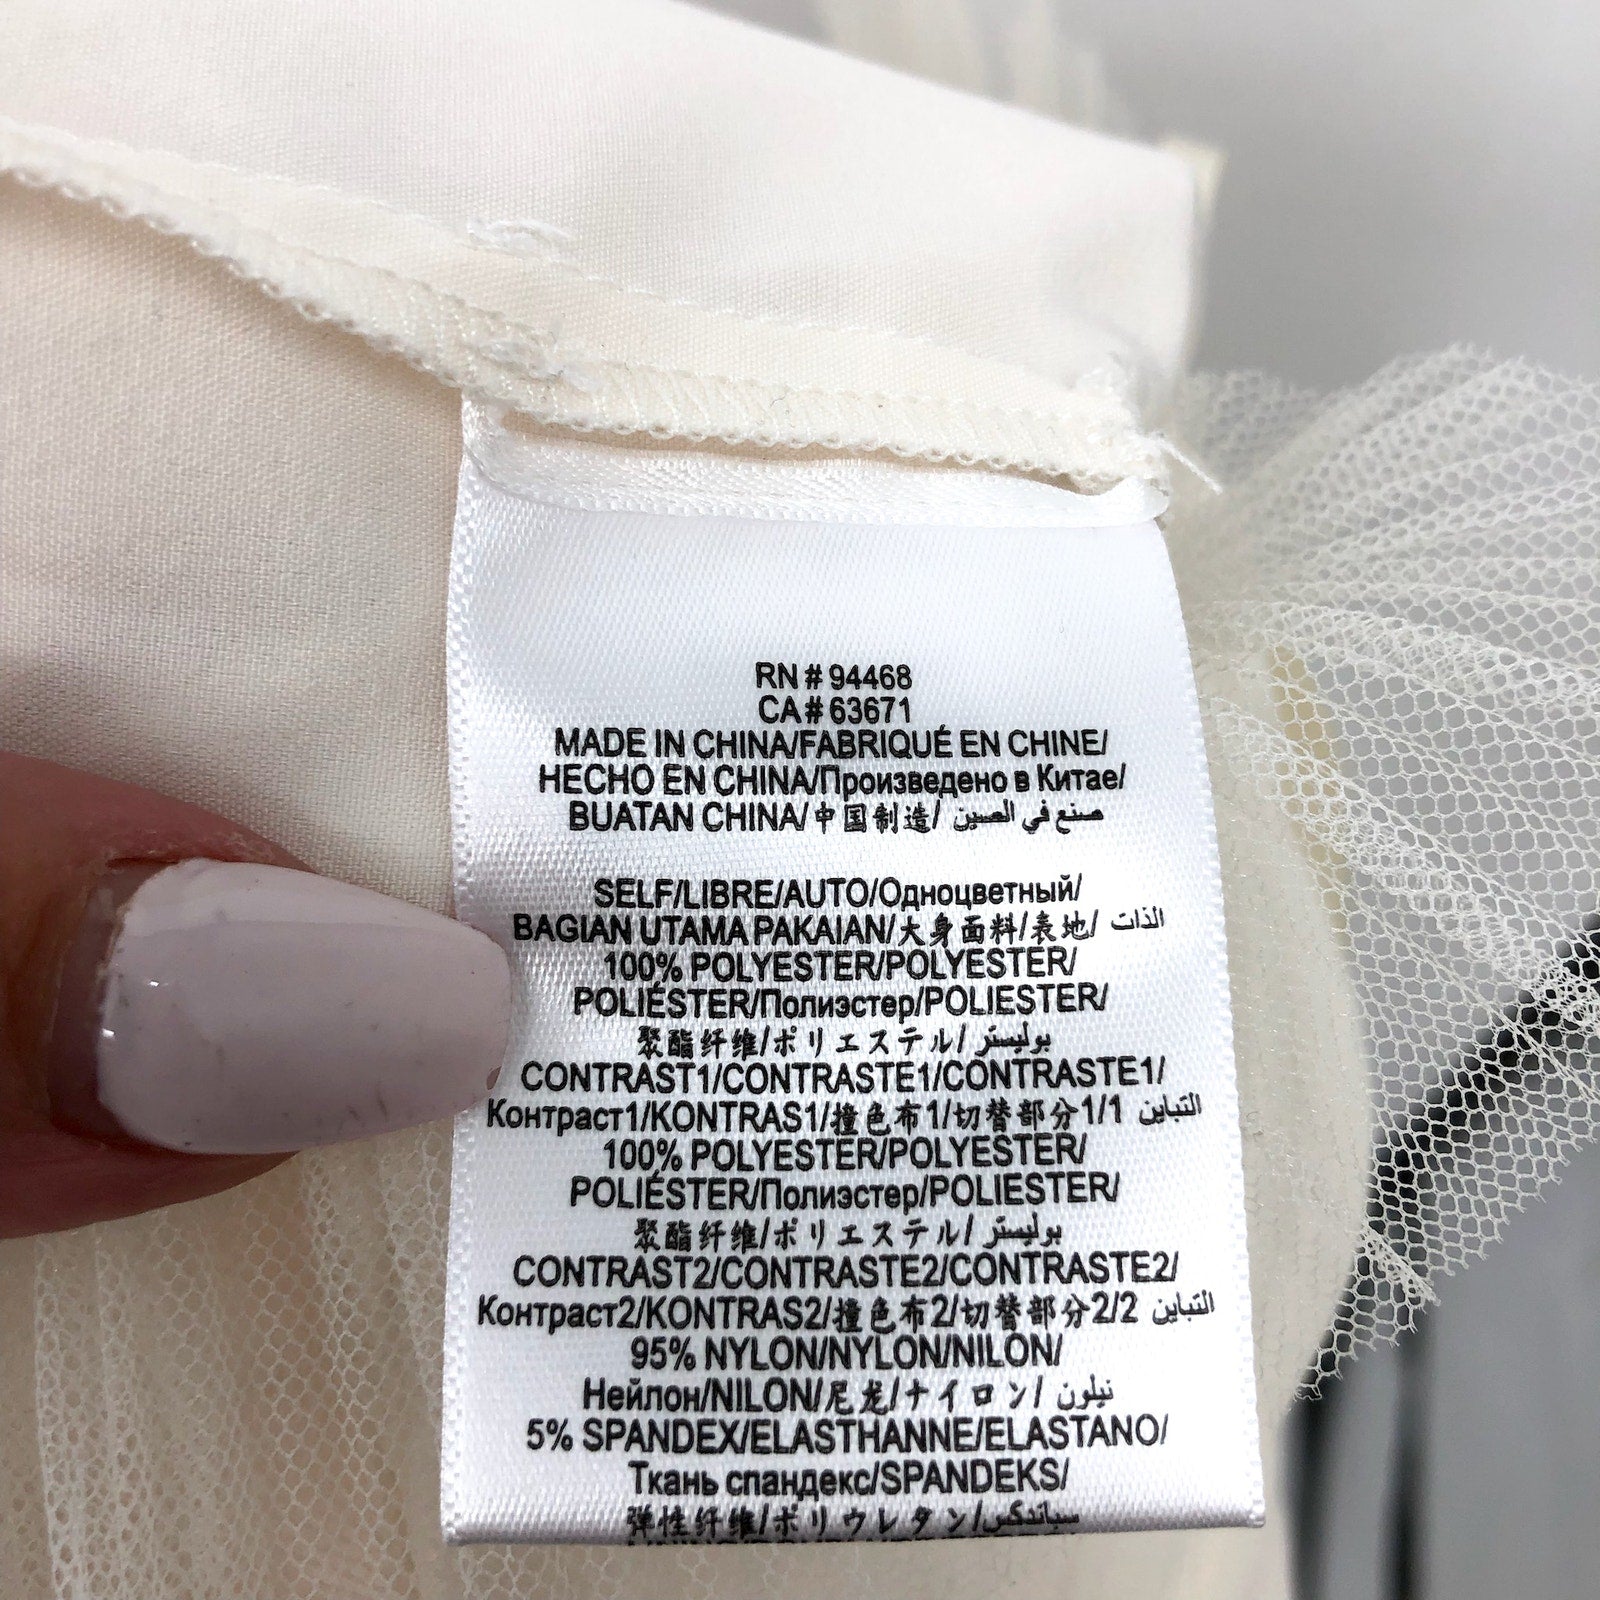 RN # 94468
CA# 63671
MADE IN CHINA/FABRIQUÉ EN CHINE/
HECHO EN CHINA/Произведено в Китае/
BUATAN CHINA/中国制造/ صنع في الصين
SELF/LIBRE/AUTO/Одноцветный/
BAGIAN UTAMA PAKAIAN/大身面料/表地/ الذات
100% POLYESTER/POLYESTER/
POLIÉSTER/Полиэстер/POLIESTER/
聚酯纤维/ポリエステル/ بوليستر
CONTRAST1/CONTRASTE1/CONTRASTE1/
Контраст1/KONTRAS1/撞色布1/切替部分1/1 التباين
100% POLYESTER/POLYESTER/
POLIÉSTER/Полиэстер/POLIESTER/
聚酯纤维/ポリエステル/ بوليستر
CONTRAST2/CONTRASTE2/CONTRASTE2/
Контраст2/KONTRAS2/撞色布2/切替部分2/2 التباين
95% NYLON/NYLON/NILON/
Нейлон/NILON/尼龙/ナイロン/ نيلون
5% SPANDEX/ELASTHANNE/ELASTANO/
Ткань спандекс/SPANDEKS/
弹性纤维/ポリウレタン/سباندكس